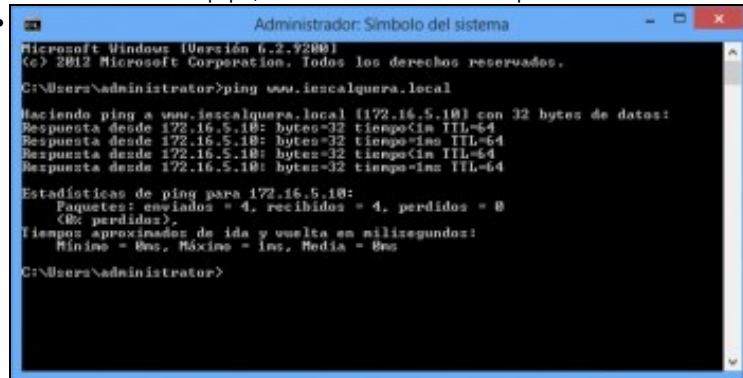 Administrador: Símbolo del sistema
Microsoft Windows [Versión 6.2.9200]
(c) 2012 Microsoft Corporation. Todos los derechos reservados.
C:\Users\administrator>ping www.iescalquera.local
Haciendo ping a www.iescalquera.local [172.16.5.10] con 32 bytes de datos:
Respuesta desde 172.16.5.10: bytes=32 tiempo<1m TTL=64
Respuesta desde 172.16.5.10: bytes=32 tiempo=1ms TTL=64
Respuesta desde 172.16.5.10: bytes=32 tiempo<1m TTL=64
Respuesta desde 172.16.5.10: bytes=32 tiempo=1ms TTL=64
Estadísticas de ping para 172.16.5.10:
Paquetes: enviados = 4, recibidos = 4, perdidos = 0
(0% perdidos),
Tiempos aproximados de ida y vuelta en milisegundos:
Mínimo = 0ms, Máximo = 1ms, Media = 0ms
C:\Users\administrator>